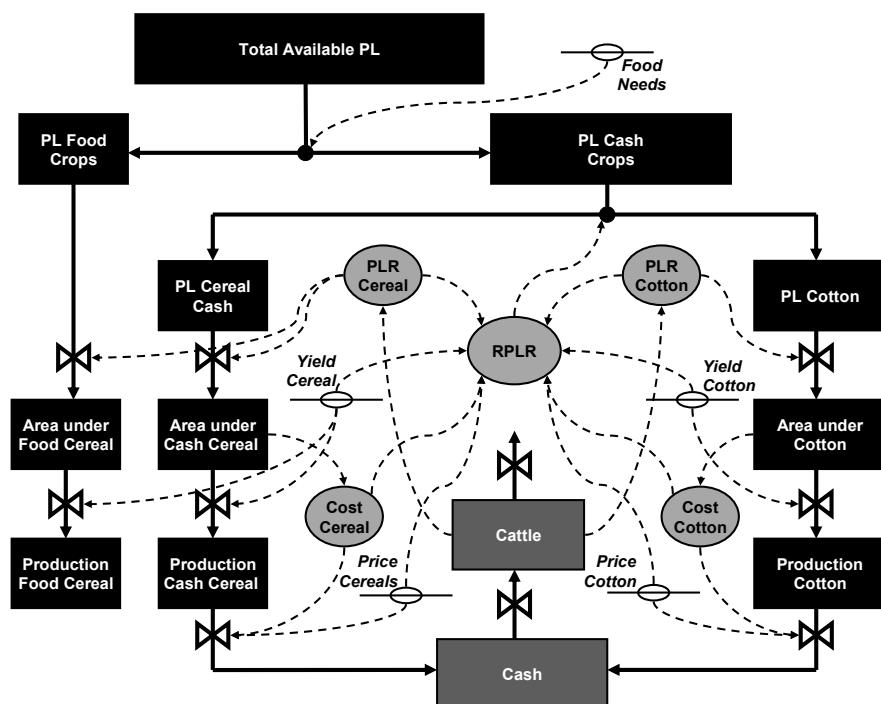 Total Available PL
Food
Needs
PL Food
Crops
PL Cash
Crops
PLR
Cereal
PLR
Cotton
PL Cereal
Cash
PL Cotton
RPLR
Yield
Cereal
Yield
Cotton
Area under
Food Cereal
Area under
Cash Cereal
Area under
Cotton
Cost
Cereal
Cattle
Cost
Cotton
Production
Food Cereal
Production
Cash Cereal
Price
Cereals
Price
Cotton
Production
Cotton
Cash